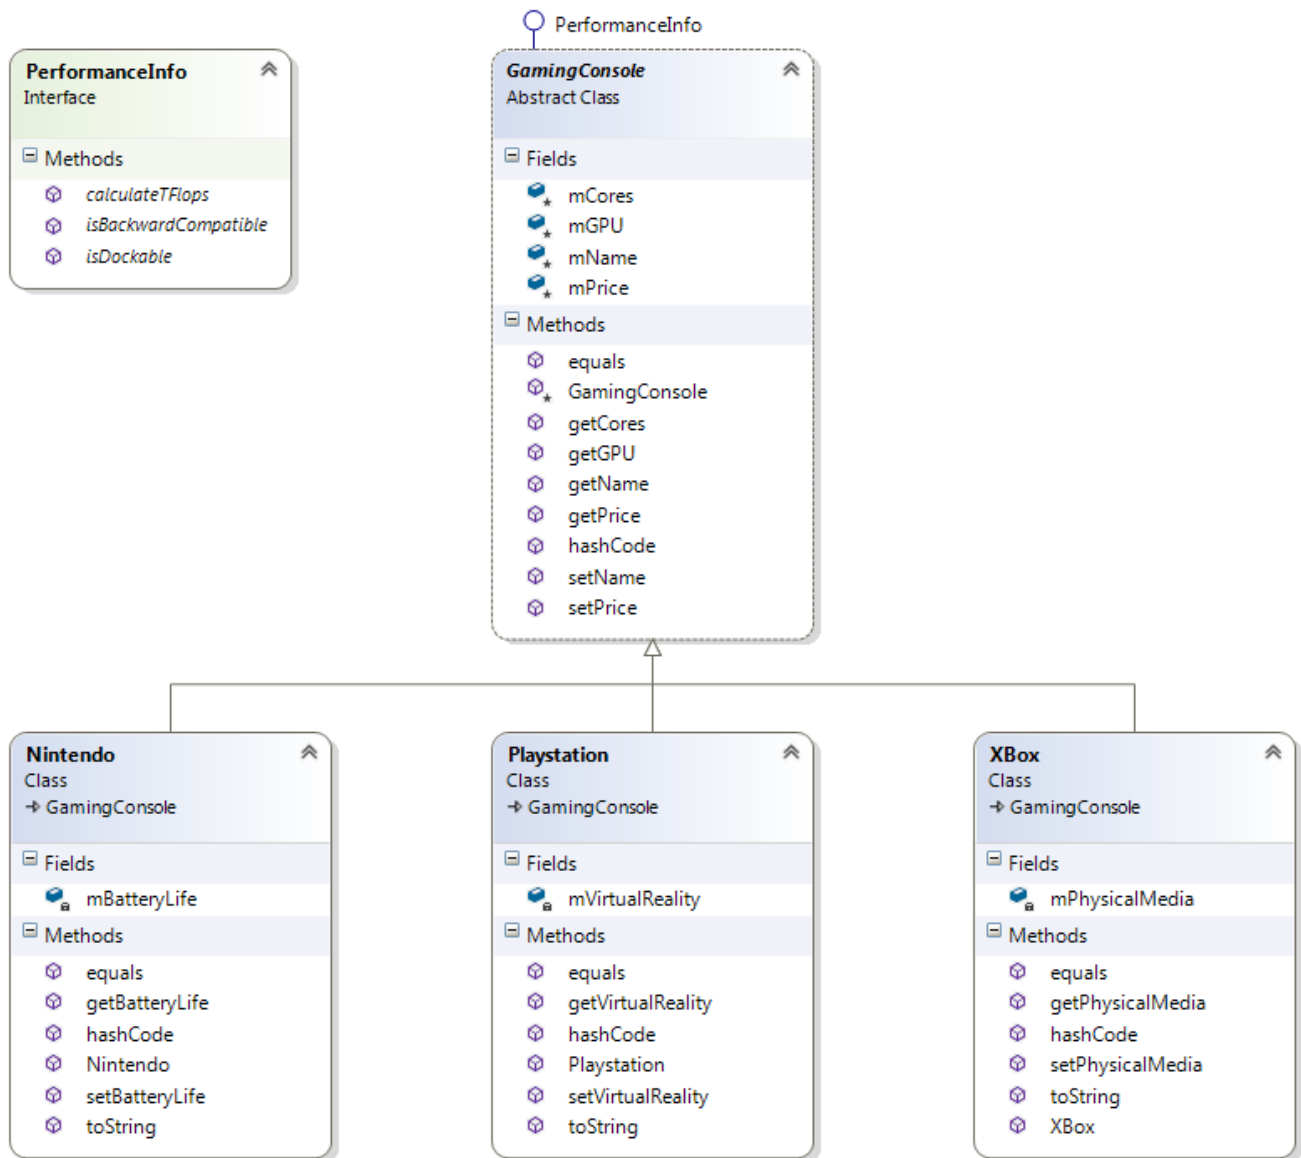 PerformanceInfo
PerformanceInfo
Interface
Methods
calculateTFlops
isBackwardCompatible
isDockable
GamingConsole
Abstract Class
Fields
mCores
mGPU
mName
mPrice
Methods
equals
GamingConsole
getCores
getGPU
getName
getPrice
hashCode
setName
setPrice
Nintendo
Class
GamingConsole
Fields
mBatteryLife
Methods
equals
getBatteryLife
hashCode
Nintendo
setBatteryLife
toString
Playstation
Class
GamingConsole
Fields
mVirtualReality
Methods
equals
getVirtualReality
hashCode
Playstation
setVirtualReality
toString
XBox
Class
GamingConsole
Fields
mPhysicalMedia
Methods
equals
getPhysicalMedia
hashCode
setPhysicalMedia
toString
XBox